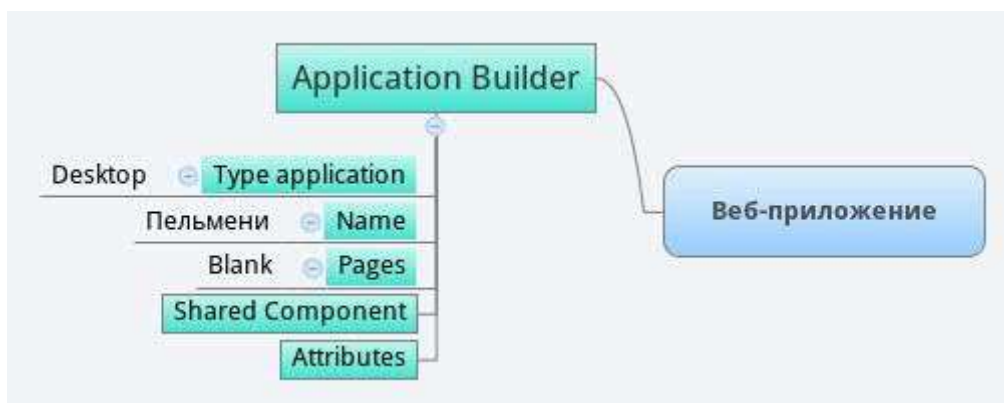 Application Builder
Desktop Type application
Пельмени Name
Blank Pages
Shared Component
Attributes
Веб-приложение